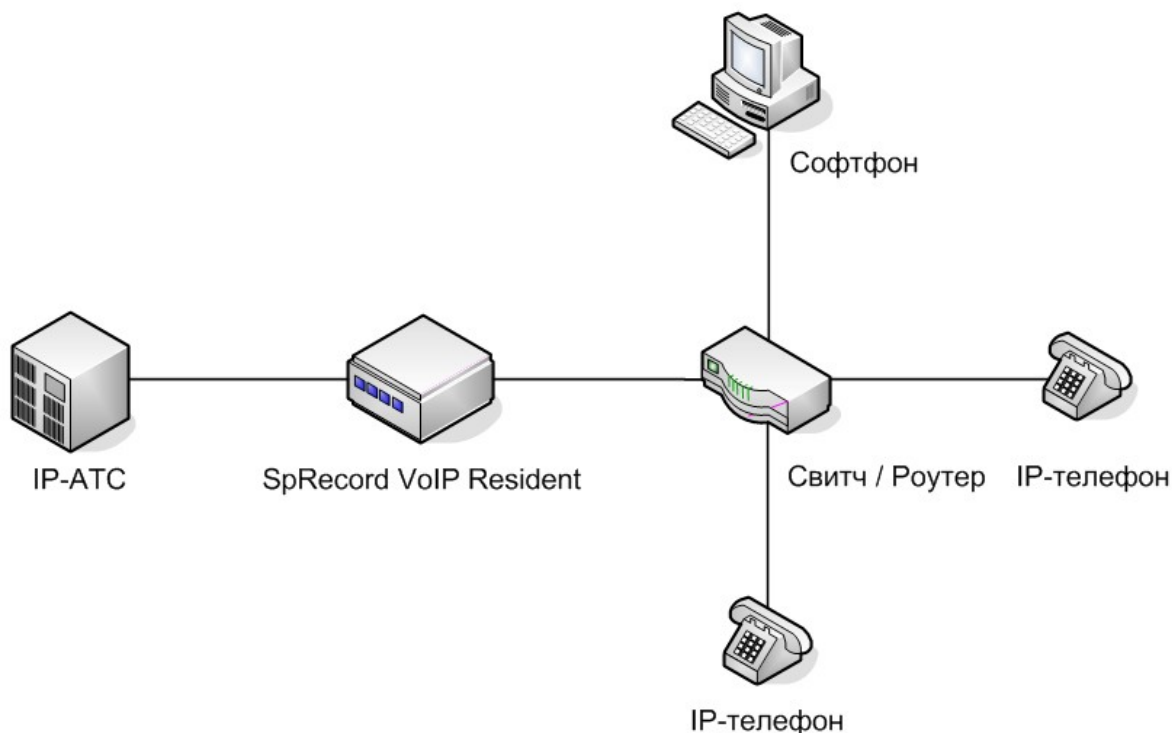 Софтфон
IP-АТС
SpRecord VoIP Resident
Свитч / Роутер
IP-телефон
IP-телефон